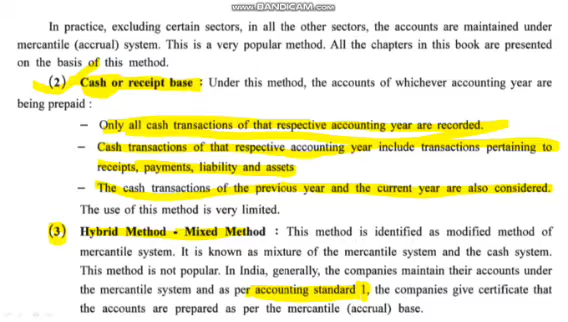 WWW.BANDICAM.COM
In practice, excluding certain sectors, in all the other sectors, the accounts are maintained under
mercantile (accrual) system. This is a very popular method. All the chapters in this book are presented
on the basis of this method.
(2) Cash or receipt base : Under this method, the accounts of whichever accounting year are
being prepaid :
– Only all cash transactions of that respective accounting year are recorded.
– Cash transactions of that respective accounting year include transactions pertaining to
receipts, payments, liability and assets
– The cash transactions of the previous year and the current year are also considered.
The use of this method is very limited.
(3) Hybrid Method - Mixed Method : This method is identified as modified method of
mercantile system. It is known as mixture of the mercantile system and the cash system.
This method is not popular. In India, generally, the companies maintain their accounts under
the mercantile system and as per accounting standard 1, the companies give certificate that
the accounts are prepared as per the mercantile (accrual) base.